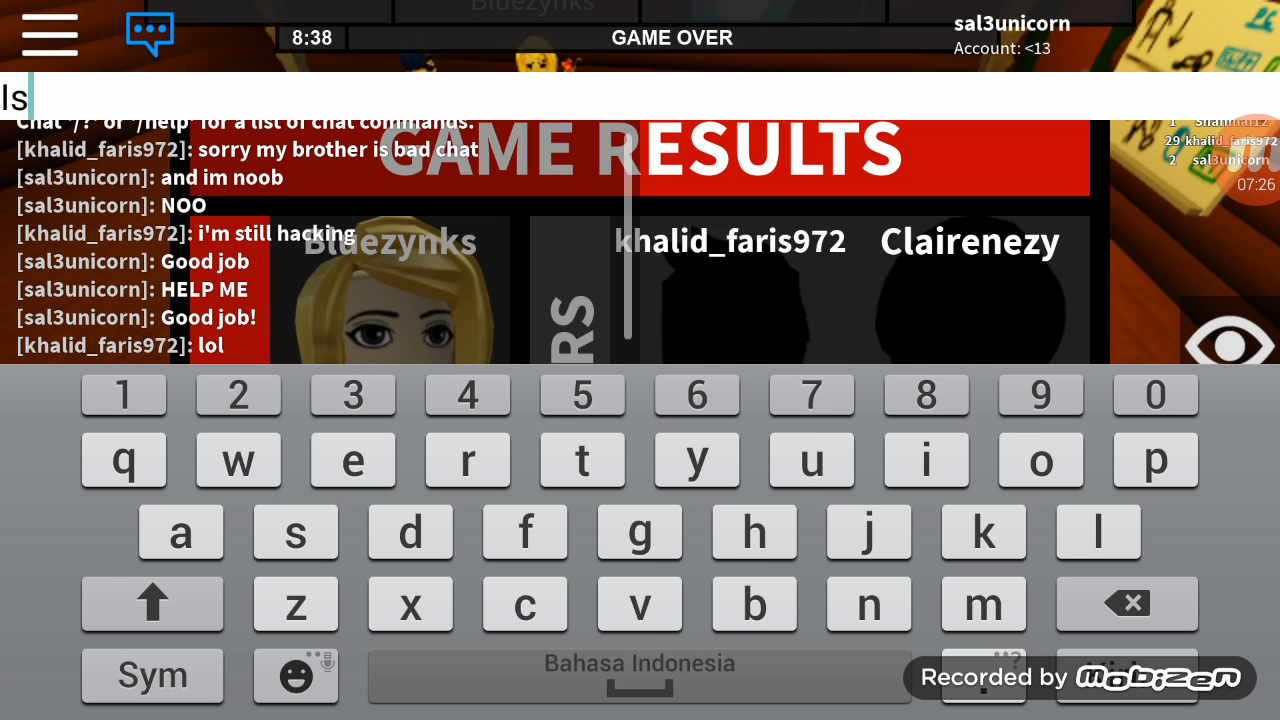 Bluezynks
8:38
GAME OVER
sal3unicorn
Account: <13
ls
Chat '/?' or '/help' for a list of chat commands.
[khalid_faris972]: sorry my brother is bad chat
[sal3unicorn]: and im noob
[sal3unicorn]: NOO
[khalid_faris972]: i'm still hacking
[sal3unicorn]: Good job
[sal3unicorn]: HELP ME
[sal3unicorn]: Good job!
[khalid_faris972]: lol
GAME RESULTS
29 khalid_faris972
2 sal3unicorn
07:26
Bluezynks
khalid_faris972
Clairenezy
RS
1 2 3 4 5 6 7 8 9 0
q w e r t y u i o p
a s d f g h j k l
z x c v b n m
Sym
Bahasa Indonesia
. ?
Recorded by mobizen